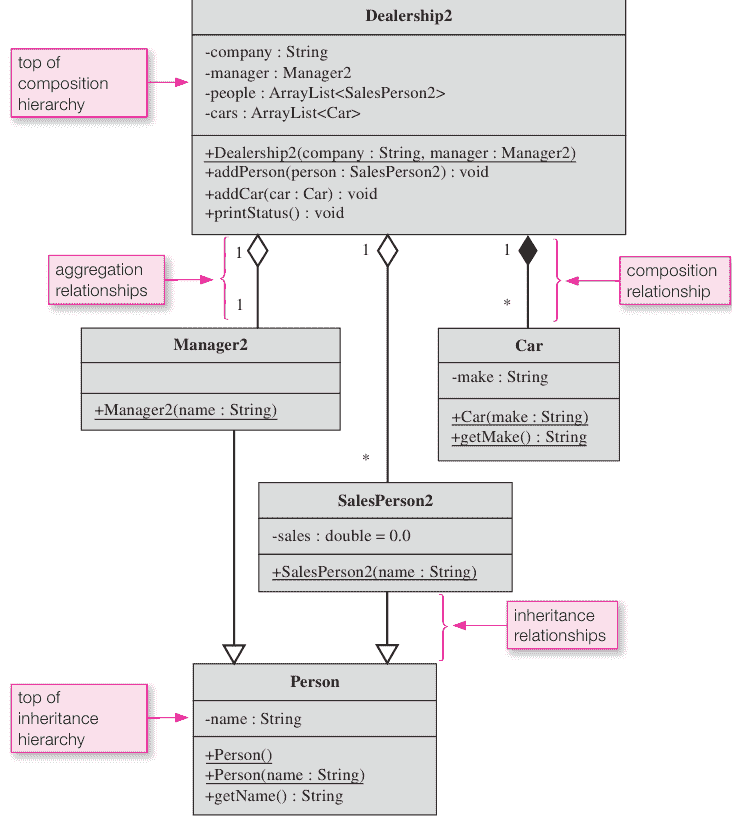 Dealership2
top of
composition
hierarchy
-company : String
-manager : Manager2
-people : ArrayList<SalesPerson2>
-cars : ArrayList<Car>
+Dealership2(company : String, manager : Manager2)
+addPerson(person : SalesPerson2) : void
+addCar(car : Car) : void
+printStatus() : void
1
1
1
aggregation
relationships
composition
relationship
1
*
Manager2
+Manager2(name : String)
Car
-make : String
+Car(make : String)
+getMake() : String
*
SalesPerson2
-sales : double = 0.0
+SalesPerson2(name : String)
inheritance
relationships
top of
inheritance
hierarchy
Person
-name : String
+Person()
+Person(name : String)
+getName() : String